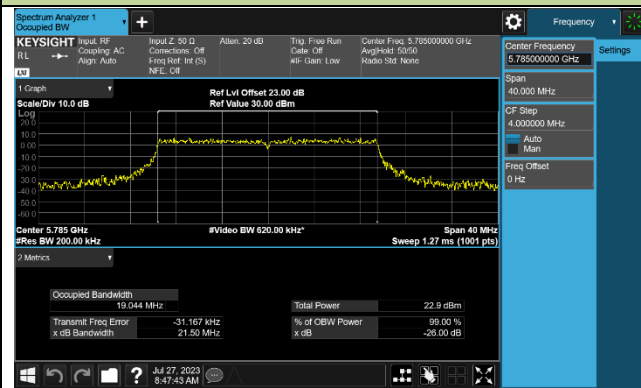 Spectrum Analyzer 1
Occupied BW
+
Frequency
KEYSIGHT
RL
LXI
Input: RF
Coupling: AC
Align: Auto
Input Z: 50 Ω
Corrections: Off
Freq Ref: Int (S)
NFE: Off
Atten: 20 dB
Trig: Free Run
Gate: Off
#IF Gain: Low
Center Freq: 5.785000000 GHz
Avg|Hold: 50/50
Radio Std: None
Center Frequency
5.785000000 GHz
Settings
Span
40.000 MHz
CF Step
4.000000 MHz
Auto
Man
Freq Offset
0 Hz
1 Graph
Scale/Div 10.0 dB
Ref Lvl Offset 23.00 dB
Ref Value 30.00 dBm
Log
20.0
10.0
0.00
-10.0
-20.0
-30.0
-40.0
-50.0
-60.0
Center 5.785 GHz
#Res BW 200.00 kHz
#Video BW 620.00 kHz*
Span 40 MHz
Sweep 1.27 ms (1001 pts)
2 Metrics
Occupied Bandwidth
19.044 MHz
Total Power 22.9 dBm
Transmit Freq Error -31.167 kHz
% of OBW Power 99.00 %
x dB Bandwidth 21.50 MHz
x dB -26.00 dB
?
Jul 27, 2023
8:47:43 AM